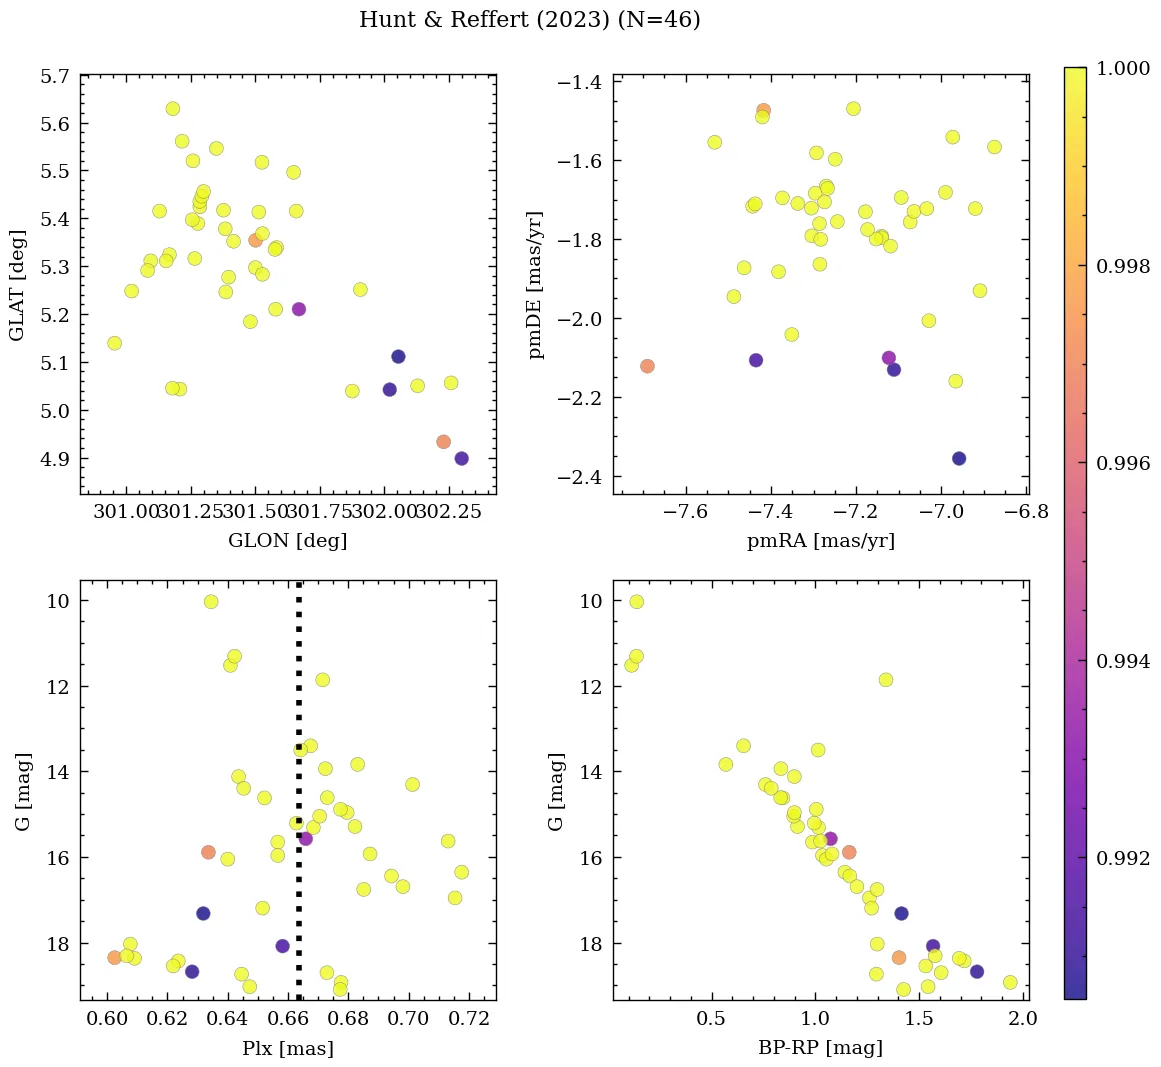 Hunt & Reffert (2023) (N=46)
5.7
5.6
5.5
5.4
5.3
5.2
5.1
5.0
4.9
GLAT [deg]
301.00 301.25 301.50 301.75 302.00 302.25
GLON [deg]
−1.4
−1.6
−1.8
−2.0
−2.2
−2.4
pmDE [mas/yr]
−7.6 −7.4 −7.2 −7.0 −6.8
pmRA [mas/yr]
1.000
0.998
0.996
0.994
0.992
10
12
14
16
18
G [mag]
0.60 0.62 0.64 0.66 0.68 0.70 0.72
Plx [mas]
10
12
14
16
18
G [mag]
0.5 1.0 1.5 2.0
BP-RP [mag]